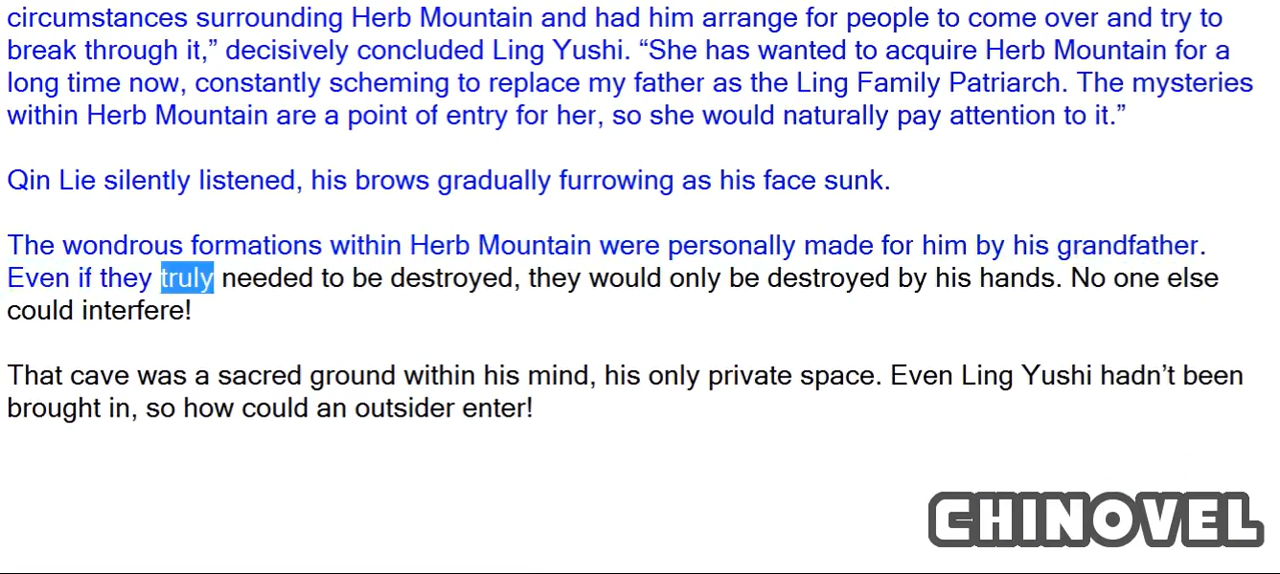 circumstances surrounding Herb Mountain and had him arrange for people to come over and try to
break through it,” decisively concluded Ling Yushi. “She has wanted to acquire Herb Mountain for a
long time now, constantly scheming to replace my father as the Ling Family Patriarch. The mysteries
within Herb Mountain are a point of entry for her, so she would naturally pay attention to it.”
Qin Lie silently listened, his brows gradually furrowing as his face sunk.
The wondrous formations within Herb Mountain were personally made for him by his grandfather.
Even if they truly needed to be destroyed, they would only be destroyed by his hands. No one else
could interfere!
That cave was a sacred ground within his mind, his only private space. Even Ling Yushi hadn’t been
brought in, so how could an outsider enter!
CHINOVEL